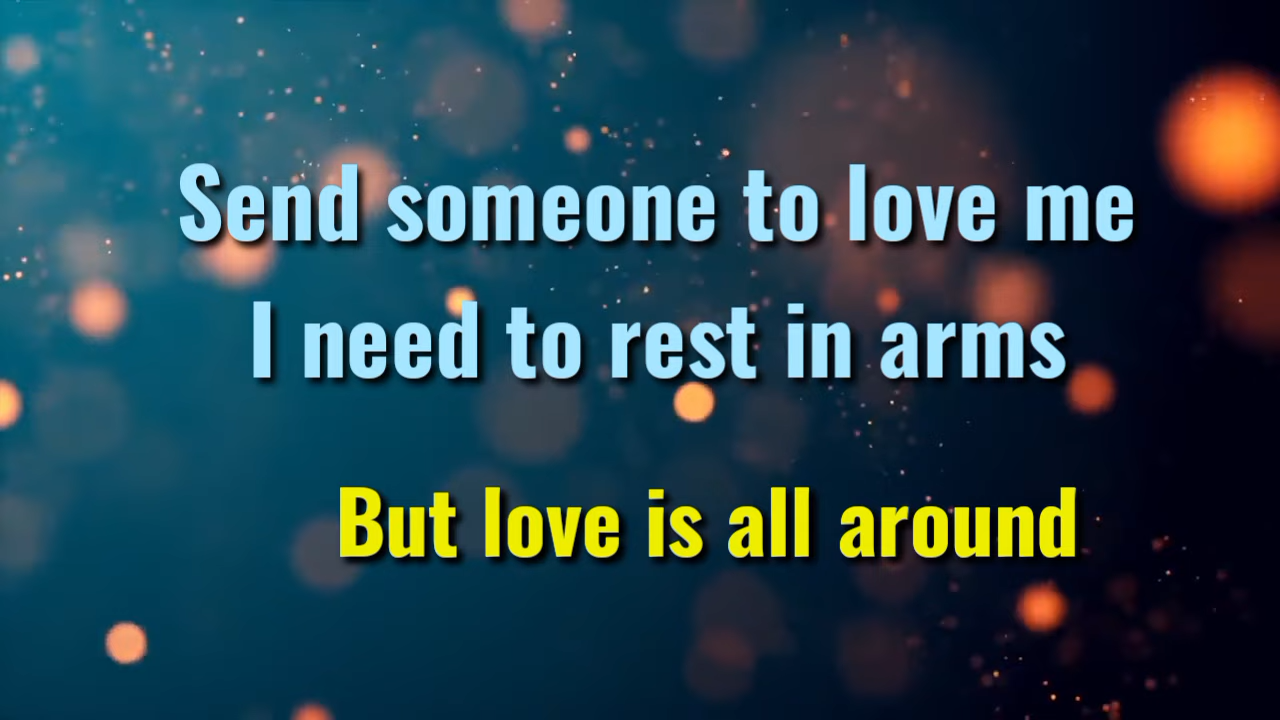 Send someone to love me
I need to rest in arms
But love is all around